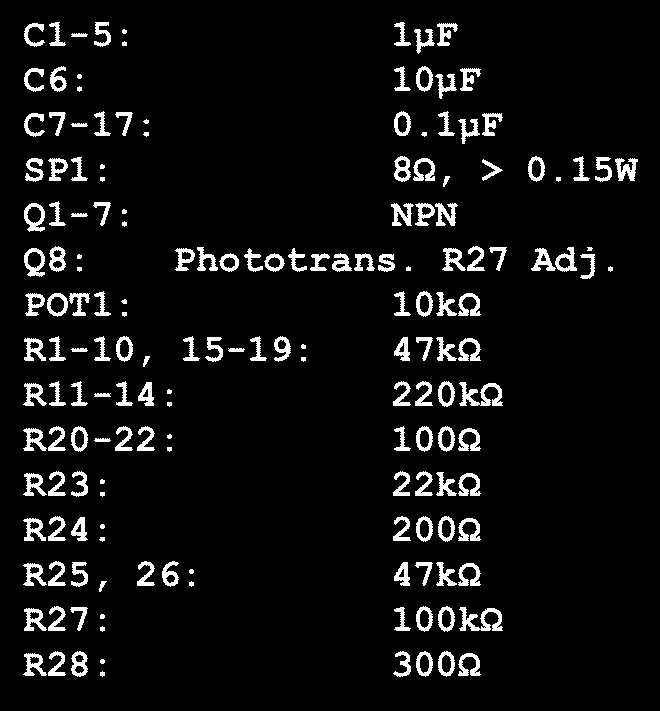 C1-5: 1µF
C6: 10µF
C7-17: 0.1µF
SP1: 8Ω, > 0.15W
Q1-7: NPN
Q8: Phototrans. R27 Adj.
POT1: 10kΩ
R1-10, 15-19: 47kΩ
R11-14: 220kΩ
R20-22: 100Ω
R23: 22kΩ
R24: 200Ω
R25, 26: 47kΩ
R27: 100kΩ
R28: 300Ω